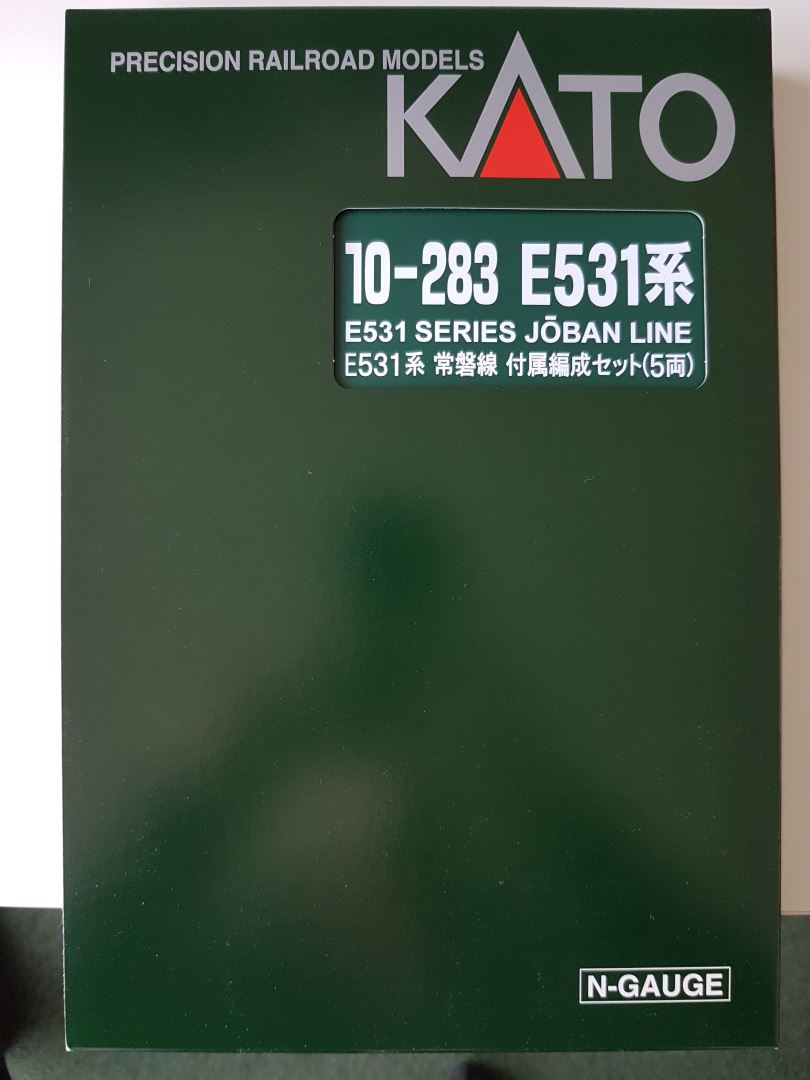 PRECISION RAILROAD MODELS
KATO
10-283 E531系
E531 SERIES JŌBAN LINE
E531系 常磐線 付属編成セット(5両)
N-GAUGE